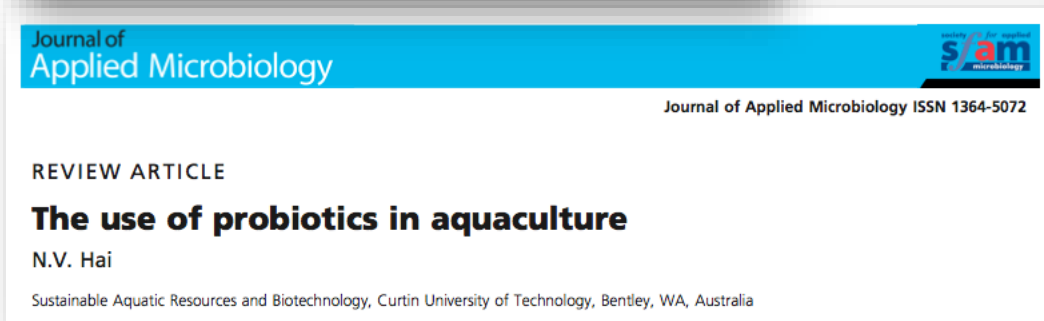 Journal of
Applied Microbiology
society for applied
sfam
microbiology
Journal of Applied Microbiology ISSN 1364-5072
REVIEW ARTICLE
The use of probiotics in aquaculture
N.V. Hai
Sustainable Aquatic Resources and Biotechnology, Curtin University of Technology, Bentley, WA, Australia